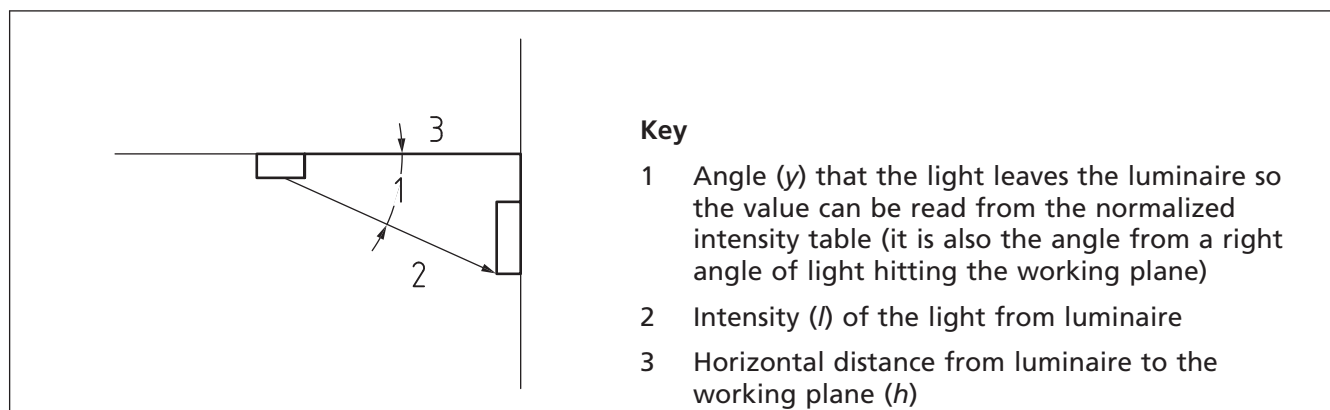 3
1
2
Key
1 Angle (y) that the light leaves the luminaire so
the value can be read from the normalized
intensity table (it is also the angle from a right
angle of light hitting the working plane)
2 Intensity (I) of the light from luminaire
3 Horizontal distance from luminaire to the
working plane (h)